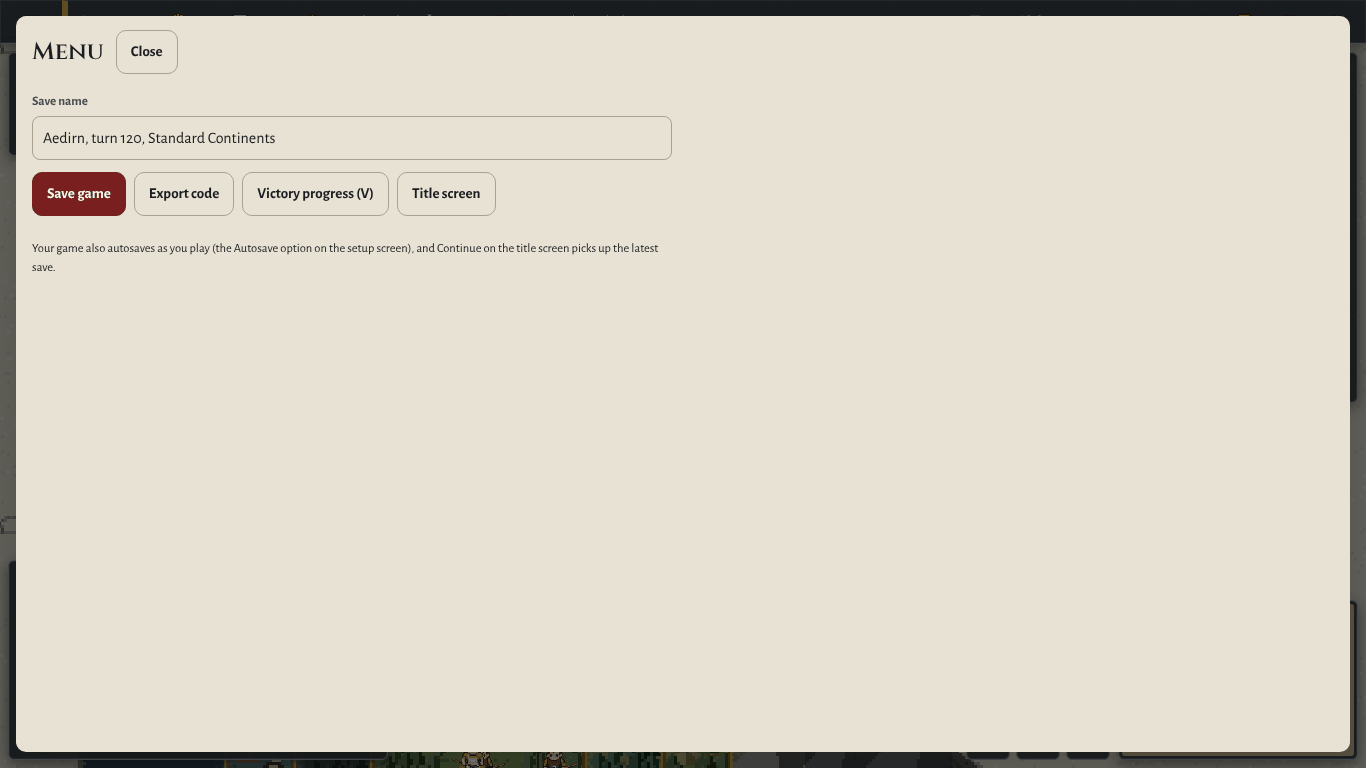 Menu
Close
Save name
Aedirn, turn 120, Standard Continents
Save game
Export code
Victory progress (V)
Title screen
Your game also autosaves as you play (the Autosave option on the setup screen), and Continue on the title screen picks up the latest
save.